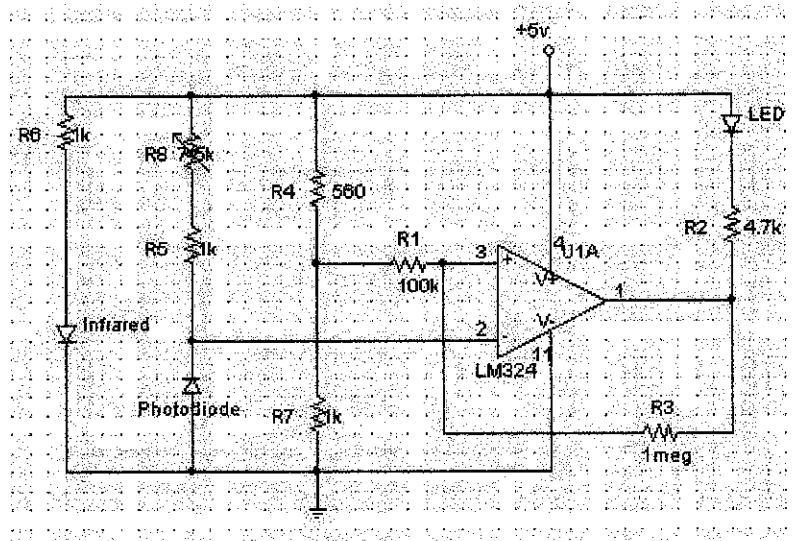 +5v
LED
R6 1k
R8
R4 560
R2 4.7k
R5 1k
R1
100k
3
4
U1A
+
V+
1
Infrared
2
-
V-
11
LM324
Photodiode
R7 1k
R3
1meg